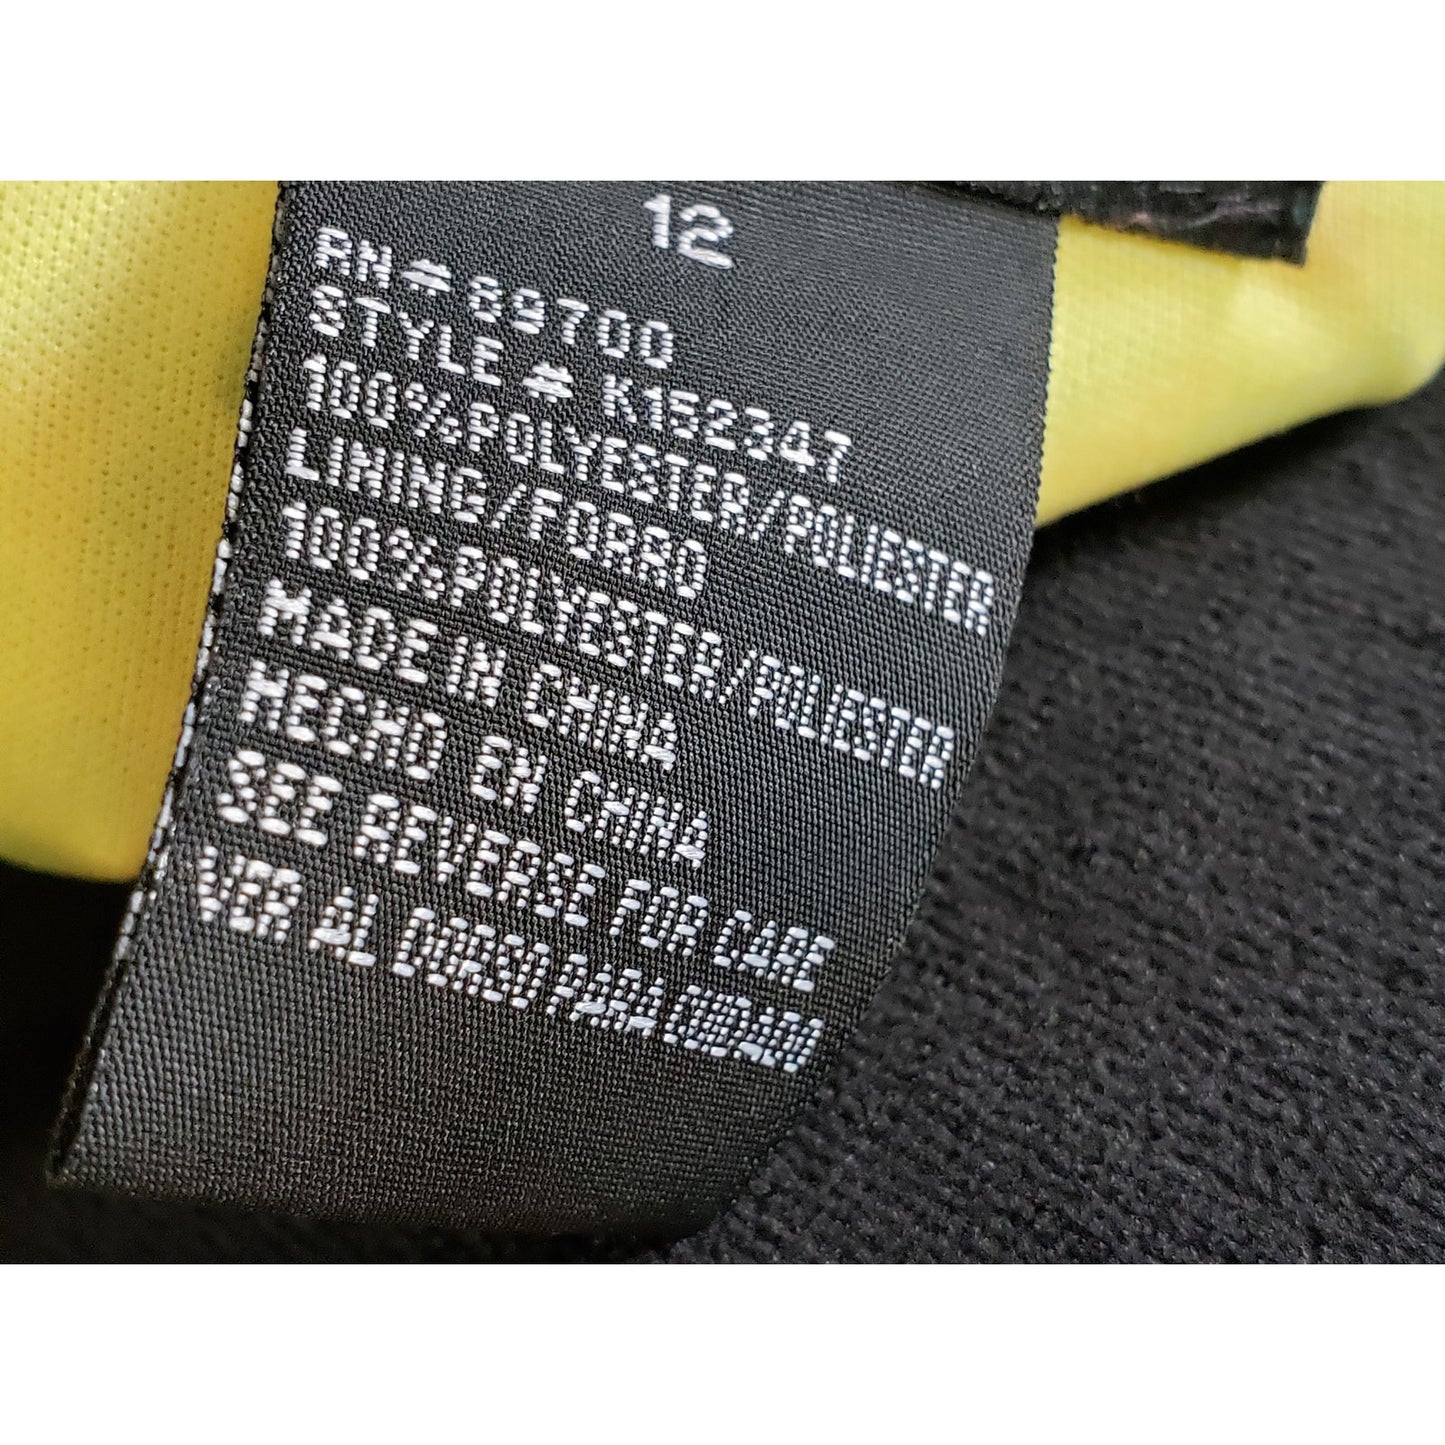 12
RN# 69700
STYLE # K152347
100%POLYESTER/POLIESTER
LINING/FORRO
100%POLYESTER/POLIESTER
MADE IN CHINA
HECHO EN CHINA
SEE REVERSE FOR CARE
VER AL DORSO PARA CUIDADO